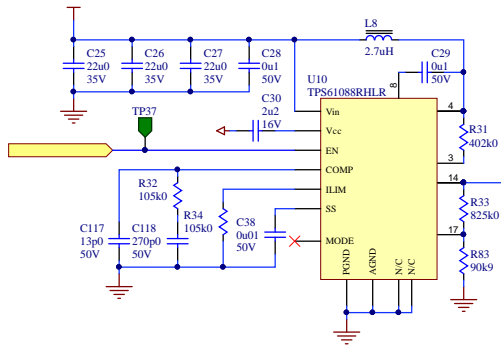 L8
2.7uH
C25
22u0
35V
C26
22u0
35V
C27
22u0
35V
C28
0u1
50V
C29
0u1
50V
U10
TPS61088RHLR
8
C30
2u2
16V
TP37
Vin
Vcc
EN
COMP
ILIM
SS
MODE
PGND
AGND
N/C
N/C
4
3
14
17
R31
402k0
R33
825k0
R83
90k9
R32
105k0
R34
105k0
C38
0u01
50V
C117
13p0
50V
C118
270p0
50V